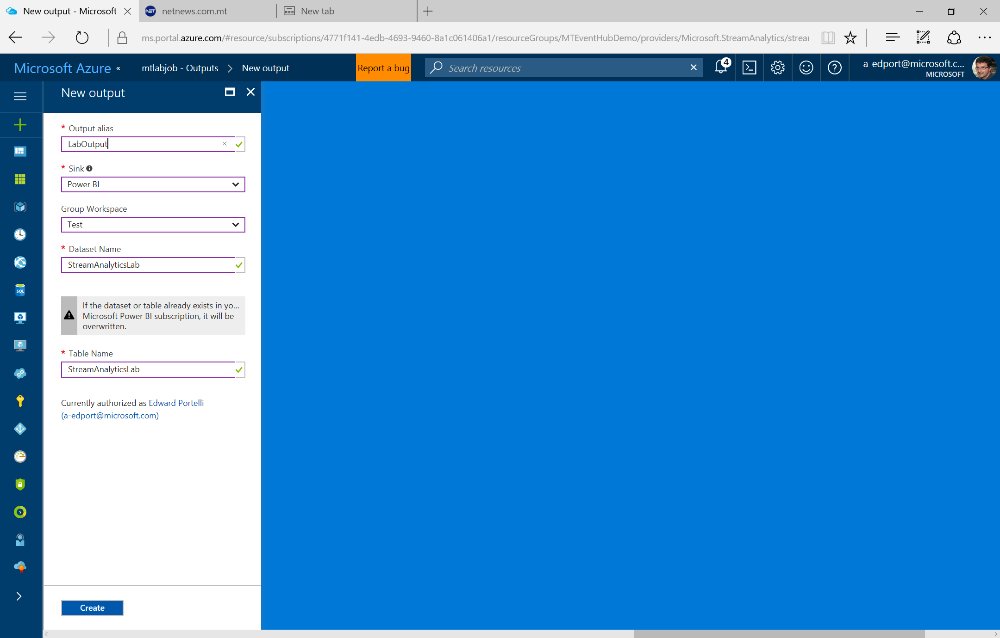 New output - Microsoft
netnews.com.mt
New tab
ms.portal.azure.com/#resource/subscriptions/4771f141-4edb-4693-9460-8a1c061406a1/resourceGroups/MTEventHubDemo/providers/Microsoft.StreamAnalytics/strear
Microsoft Azure «
mtlabjob - Outputs > New output
Report a bug
Search resources
4
a-edport@microsoft.c...
MICROSOFT
New output
* Output alias
LabOutput
* Sink
Power BI
Group Workspace
Test
* Dataset Name
StreamAnalyticsLab
If the dataset or table already exists in yo...
Microsoft Power BI subscription, it will be
overwritten.
* Table Name
StreamAnalyticsLab
Currently authorized as Edward Portelli
(a-edport@microsoft.com)
Create
NET
SQL